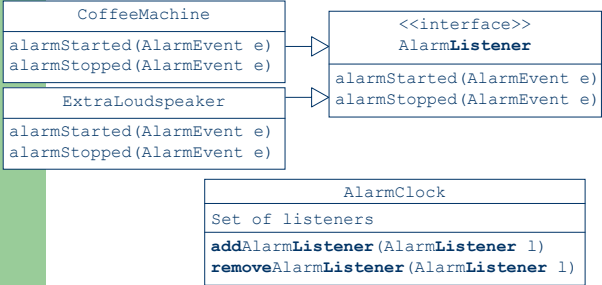 CoffeeMachine
alarmStarted(AlarmEvent e)
alarmStopped(AlarmEvent e)
<<interface>>
AlarmListener
alarmStarted(AlarmEvent e)
alarmStopped(AlarmEvent e)
ExtraLoudspeaker
alarmStarted(AlarmEvent e)
alarmStopped(AlarmEvent e)
AlarmClock
Set of listeners
addAlarmListener(AlarmListener l)
removeAlarmListener(AlarmListener l)